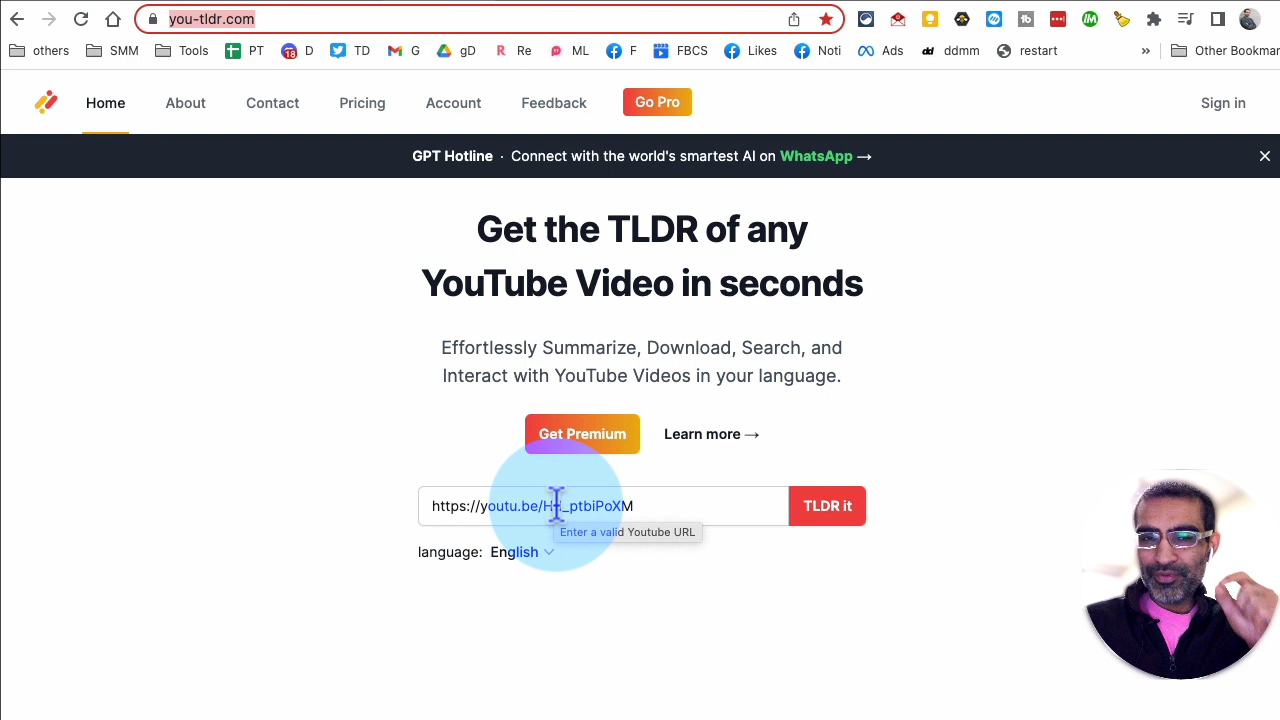 you-tldr.com
others SMM Tools PT 18 D TD G gD R Re ML F FBCS Likes Noti Ads dd ddmm restart » Other Bookmar
Home About Contact Pricing Account Feedback Go Pro Sign in
GPT Hotline · Connect with the world's smartest AI on WhatsApp →
Get the TLDR of any
YouTube Video in seconds
Effortlessly Summarize, Download, Search, and
Interact with YouTube Videos in your language.
Get Premium Learn more →
TLDR it
Enter a valid Youtube URL
language: English